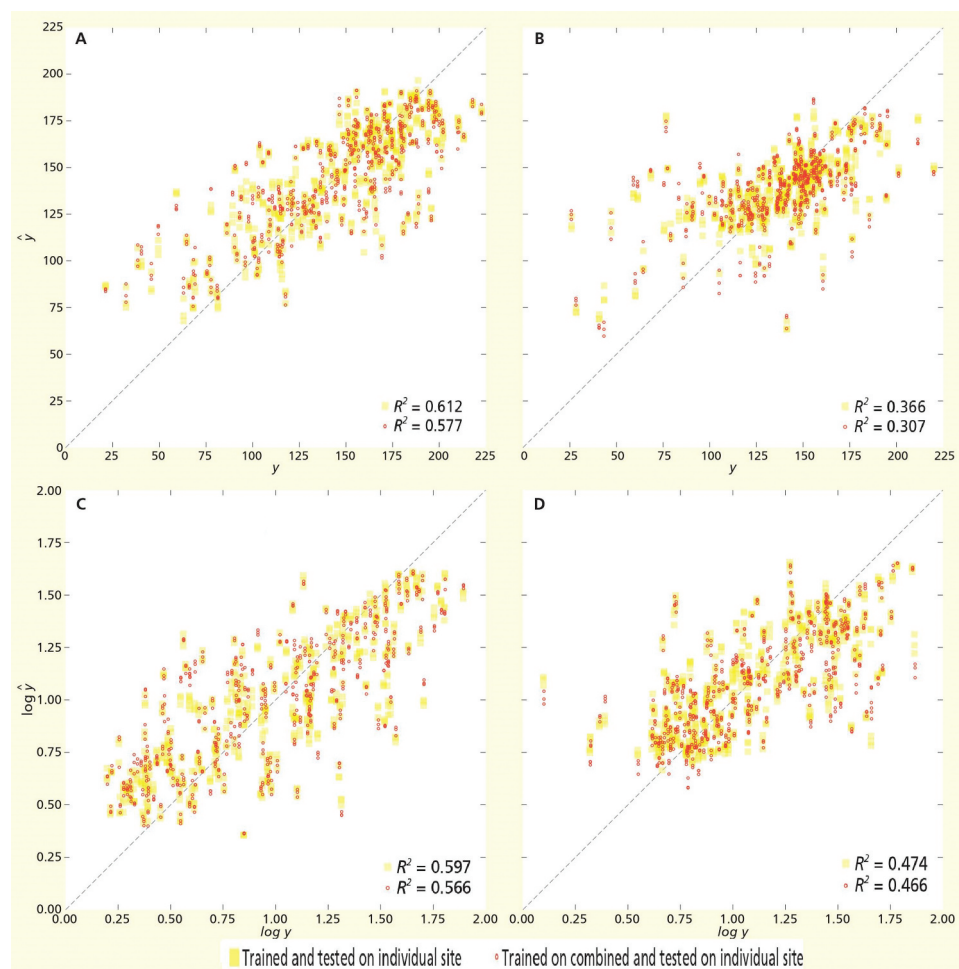 A
B
225
200
175
150
125
100
75
50
25
0
ŷ
R² = 0.612
R² = 0.577
R² = 0.366
R² = 0.307
0 25 50 75 100 125 150 175 200 225
y
0 25 50 75 100 125 150 175 200 225
y
C
D
2.00
1.75
1.50
1.25
1.00
0.75
0.50
0.25
0.00
log ŷ
R² = 0.597
R² = 0.566
R² = 0.474
R² = 0.466
0.00 0.25 0.50 0.75 1.00 1.25 1.50 1.75 2.00
log y
0.25 0.50 0.75 1.00 1.25 1.50 1.75 2.00
log y
Trained and tested on individual site
Trained on combined and tested on individual site